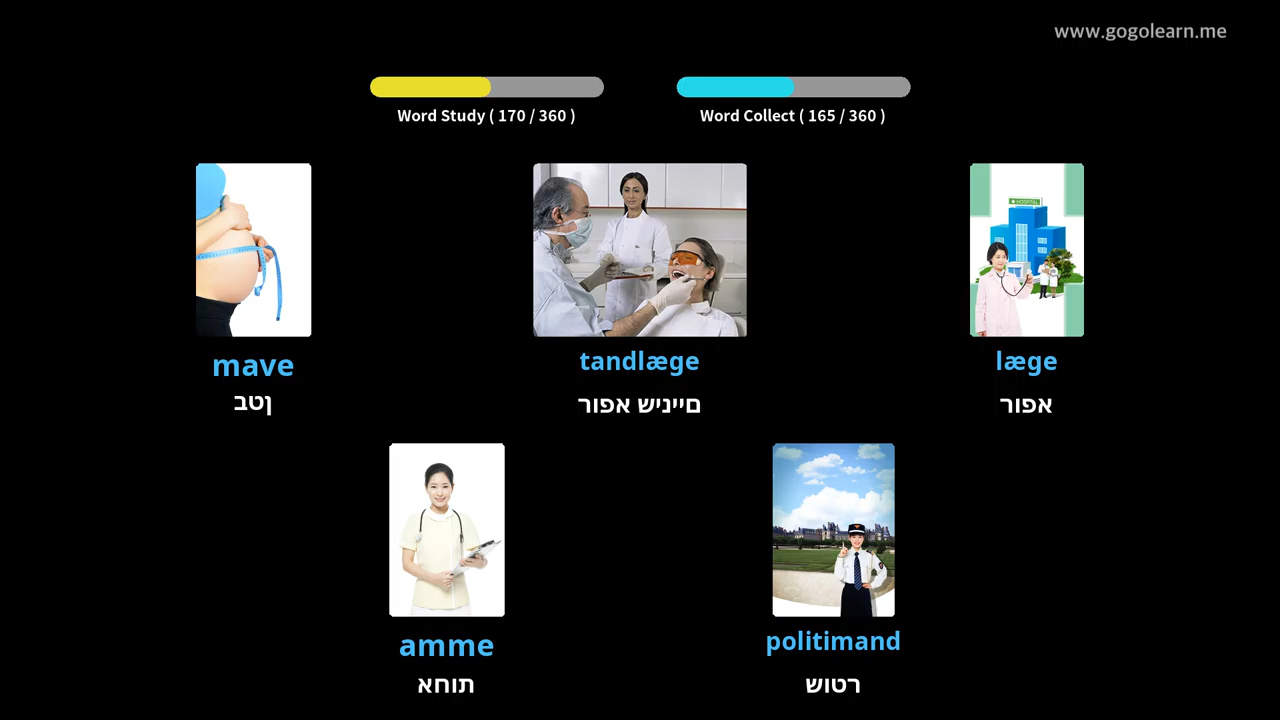 www.gogolearn.me
Word Study ( 170 / 360 )
Word Collect ( 165 / 360 )
HOSPITAL
mave
tandlæge
læge
בטן
רופא שיניים
רופא
amme
politimand
אחות
שוטר